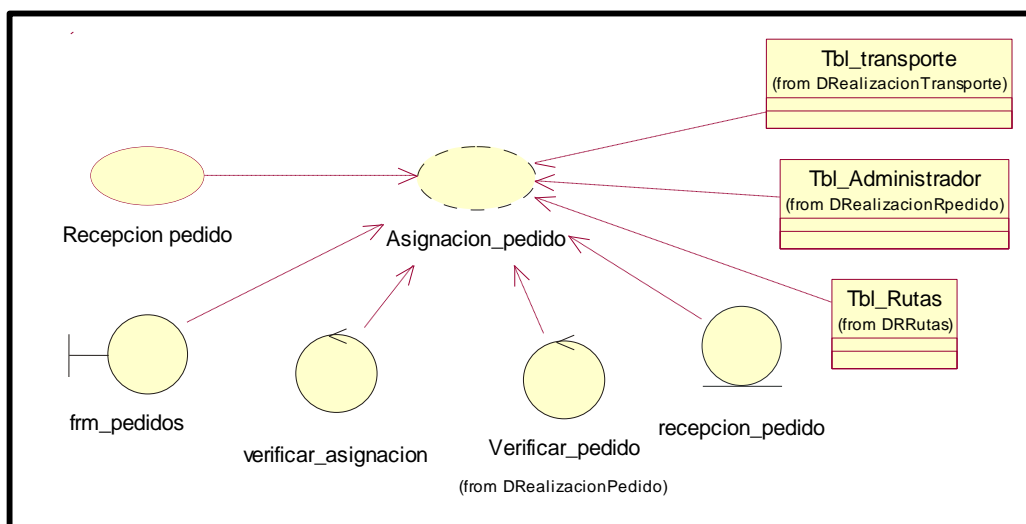 Tbl_transporte
(from DRealizacionTransporte)
Tbl_Administrador
(from DRealizacionRpedido)
Recepcion pedido
Asignacion_pedido
Tbl_Rutas
(from DRRutas)
frm_pedidos
verificar_asignacion
Verificar_pedido
(from DRealizacionPedido)
recepcion_pedido